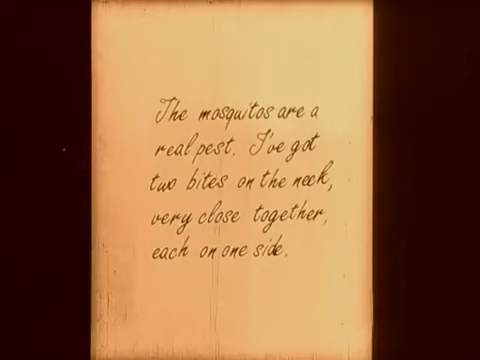 The mosquitos are a
real pest. I've got
two bites on the neck,
very close together,
each on one side.